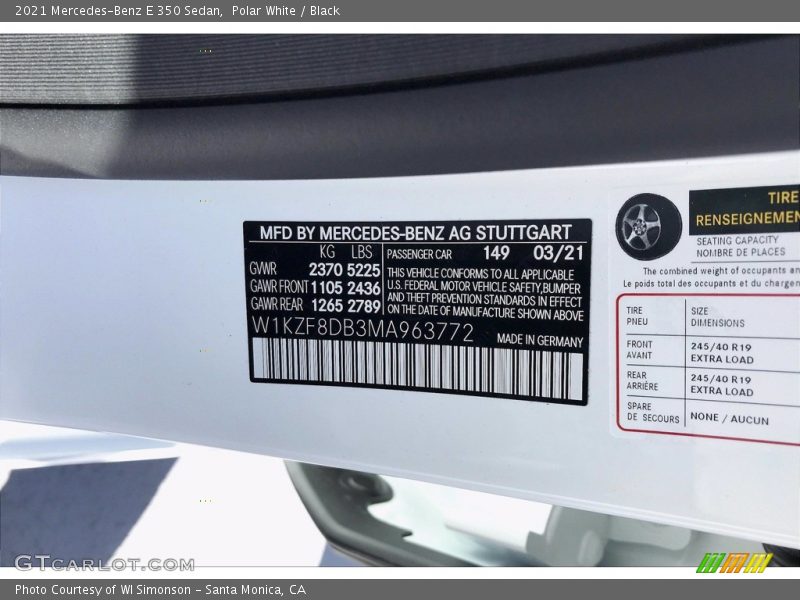 2021 Mercedes-Benz E 350 Sedan,  Polar White / Black
MFD BY MERCEDES-BENZ AG STUTTGART
KG LBS
GVWR 2370 5225
GAWR FRONT 1105 2436
GAWR REAR 1265 2789
PASSENGER CAR 149 03/21
THIS VEHICLE CONFORMS TO ALL APPLICABLE
U.S. FEDERAL MOTOR VEHICLE SAFETY,BUMPER
AND THEFT PREVENTION STANDARDS IN EFFECT
ON THE DATE OF MANUFACTURE SHOWN ABOVE
W1KZF8DB3MA963772
MADE IN GERMANY
TIRE
RENSEIGNEMEN
SEATING CAPACITY
NOMBRE DE PLACES
The combined weight of occupants an
Le poids total des occupants et du charge
TIRE
PNEU
SIZE
DIMENSIONS
FRONT
AVANT
245/40 R19
EXTRA LOAD
REAR
ARRIÈRE
245/40 R19
EXTRA LOAD
SPARE
DE SECOURS
NONE / AUCUN
GTCARLOT.COM
Photo Courtesy of WI Simonson - Santa Monica, CA